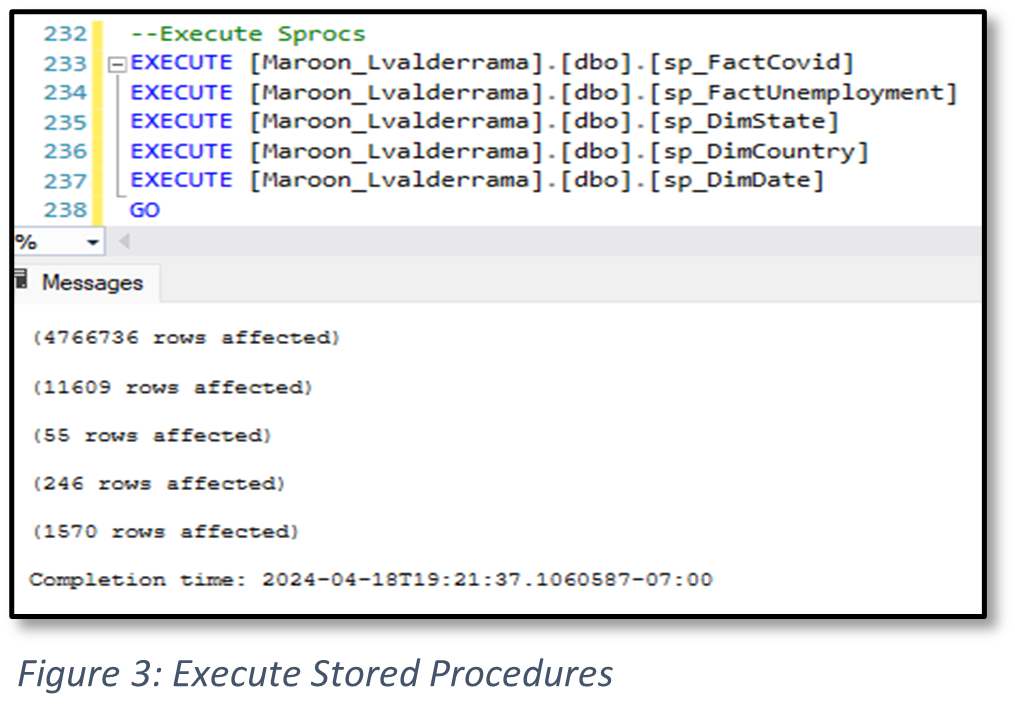 232 --Execute Sprocs
233 EXECUTE [Maroon_Lvalderrama].[dbo].[sp_FactCovid]
234 EXECUTE [Maroon_Lvalderrama].[dbo].[sp_FactUnemployment]
235 EXECUTE [Maroon_Lvalderrama].[dbo].[sp_DimState]
236 EXECUTE [Maroon_Lvalderrama].[dbo].[sp_DimCountry]
237 EXECUTE [Maroon_Lvalderrama].[dbo].[sp_DimDate]
238 GO
%
Messages
(4766736 rows affected)
(11609 rows affected)
(55 rows affected)
(246 rows affected)
(1570 rows affected)
Completion time: 2024-04-18T19:21:37.1060587-07:00
Figure 3: Execute Stored Procedures